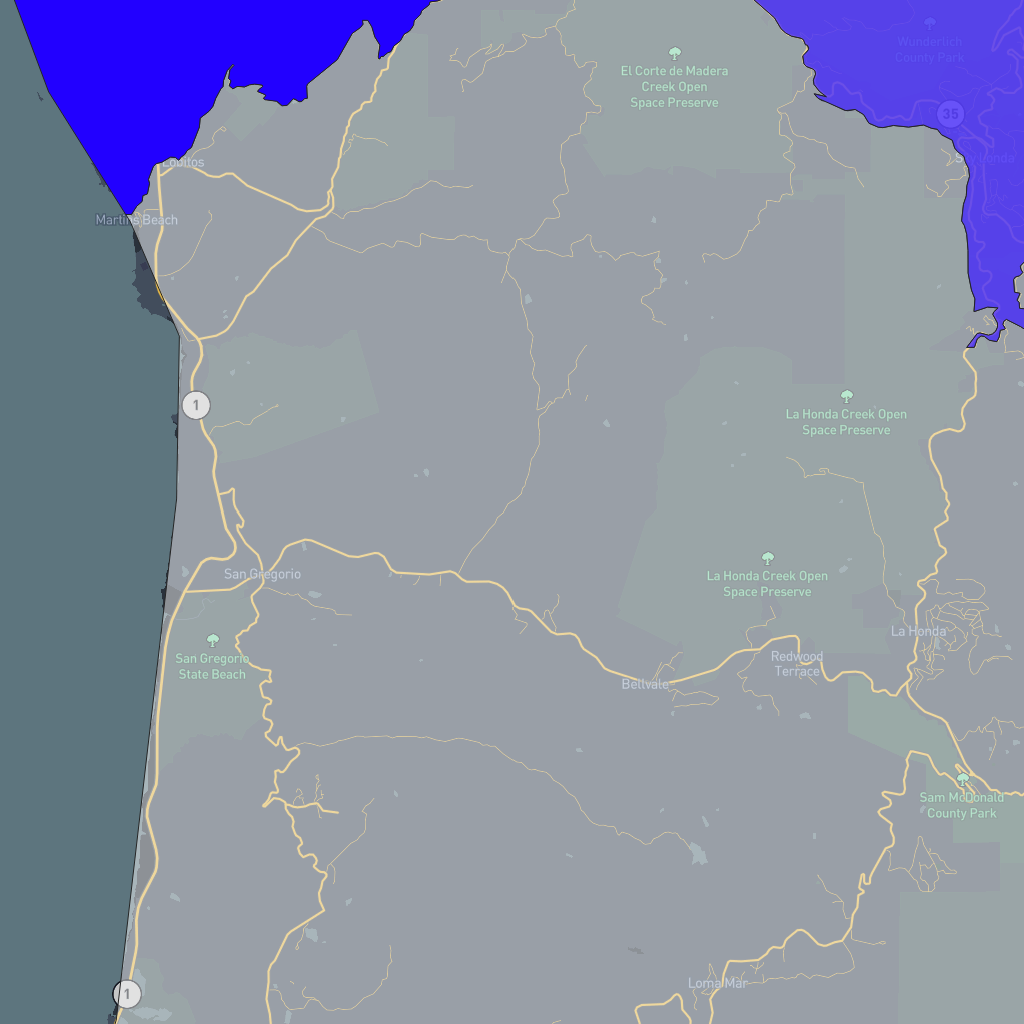 Wunderlich
County Park
El Corte de Madera
Creek Open
Space Preserve
35
Sky Londa
Lobitos
Martins Beach
1
La Honda Creek Open
Space Preserve
San Gregorio
La Honda Creek Open
Space Preserve
La Honda
San Gregorio
State Beach
Redwood
Terrace
Bellvale
Sam McDonald
County Park
Loma Mar
1